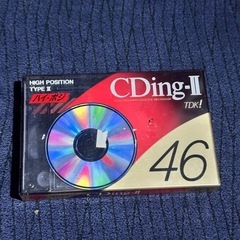 HIGH POSITION
TYPE II
ハイ・ポジ
CDing-II
TDK!
46